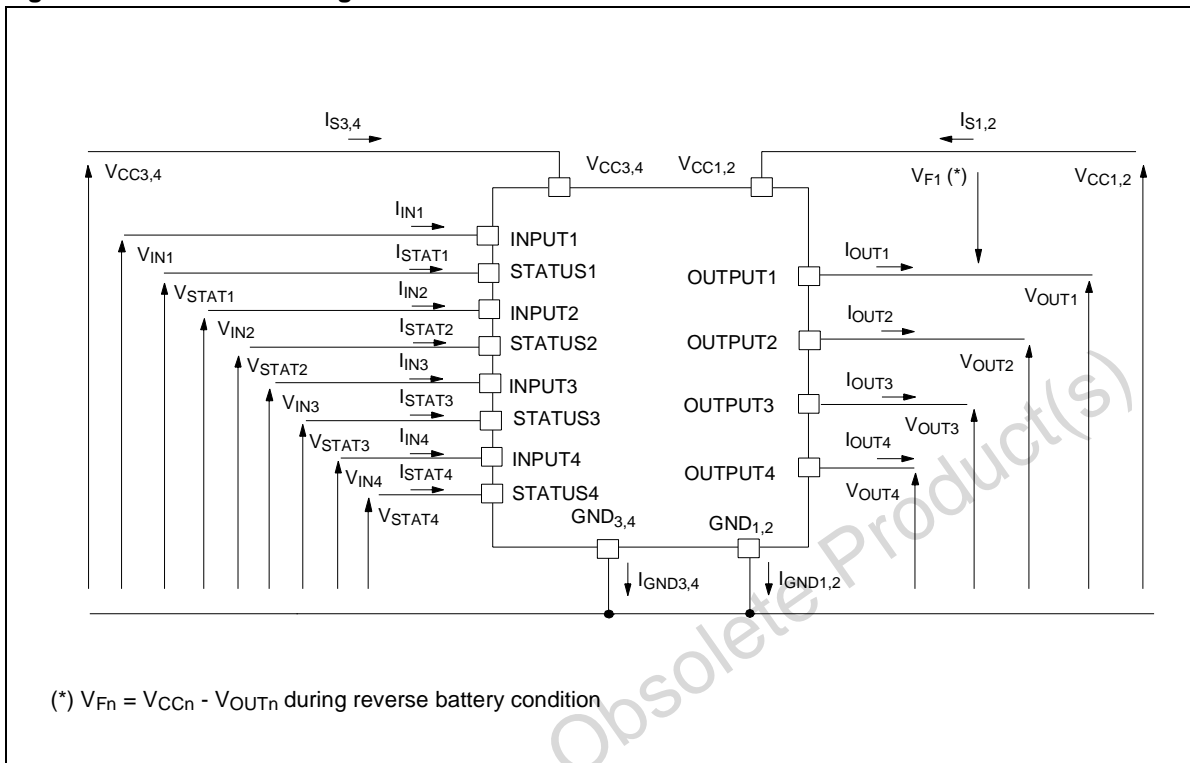 I_S3,4
I_S1,2
V_CC3,4
V_CC3,4
V_CC1,2
V_F1 (*)
V_CC1,2
I_IN1
V_IN1
INPUT1
I_STAT1
V_STAT1
STATUS1
I_IN2
V_IN2
INPUT2
I_STAT2
V_STAT2
STATUS2
I_IN3
V_IN3
INPUT3
I_STAT3
V_STAT3
STATUS3
I_IN4
V_IN4
INPUT4
I_STAT4
V_STAT4
STATUS4
OUTPUT1
I_OUT1
V_OUT1
OUTPUT2
I_OUT2
V_OUT2
OUTPUT3
I_OUT3
V_OUT3
OUTPUT4
I_OUT4
V_OUT4
GND_3,4
GND_1,2
I_GND3,4
I_GND1,2
Obsolete Product(s)
(*) V_Fn = V_CCn - V_OUTn during reverse battery condition